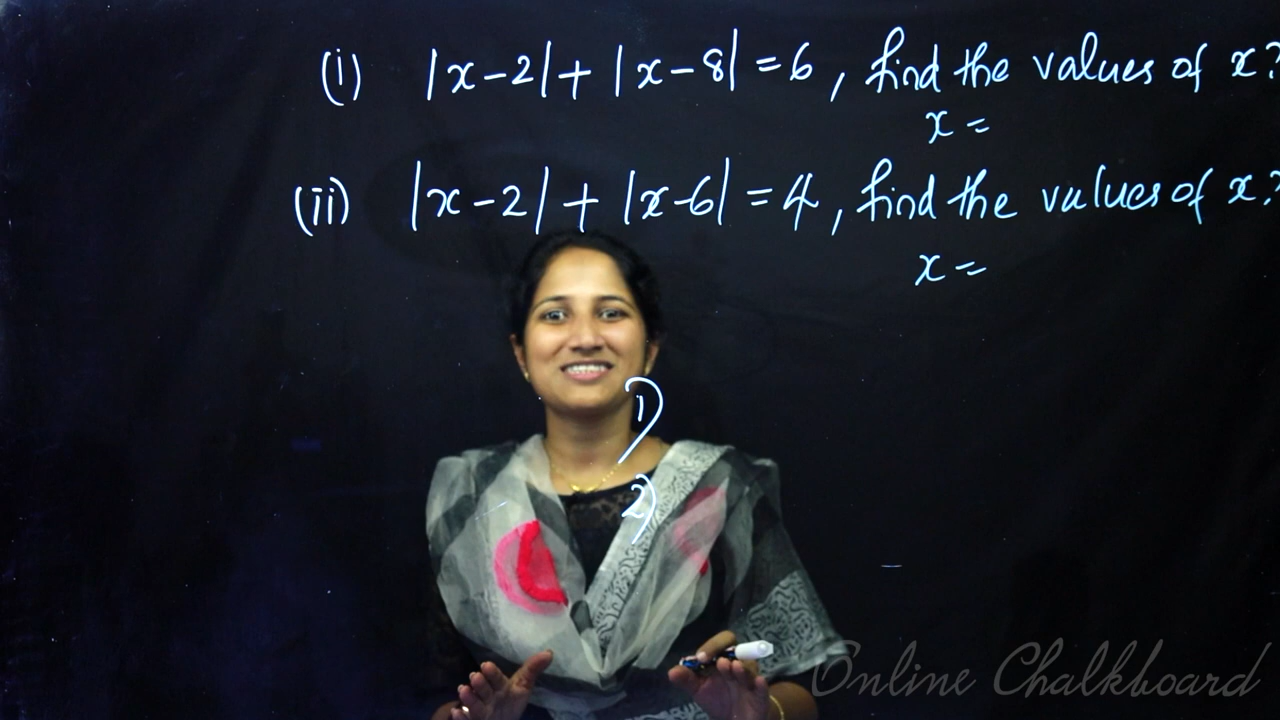 (i) |x-2| + |x-8| = 6, find the values of x?
x =
(ii) |x-2| + |x-6| = 4, find the values of x?
x =
1)
2)
Online Chalkboard